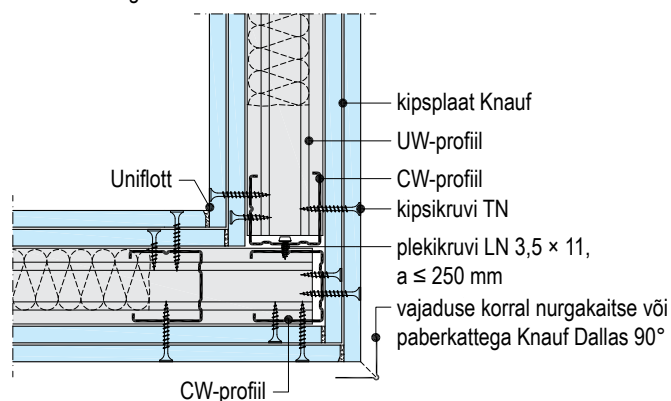 kipsplaat Knauf
UW-profiil
CW-profiil
Uniflott
kipsikruvi TN
plekikruvi LN 3,5 × 11,
a ≤ 250 mm
vajaduse korral nurgakaitse või
paberkattega Knauf Dallas 90°
CW-profiil